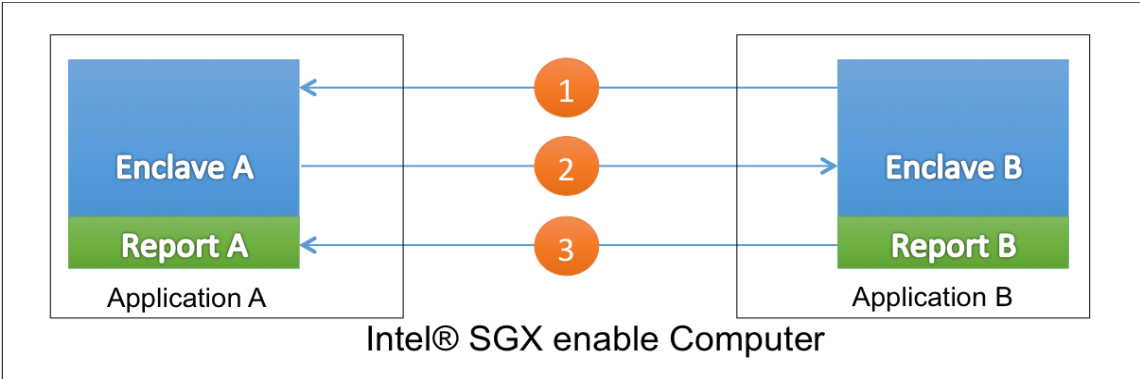 1
Enclave A
2
Enclave B
Report A
3
Report B
Application A
Application B
Intel® SGX enable Computer